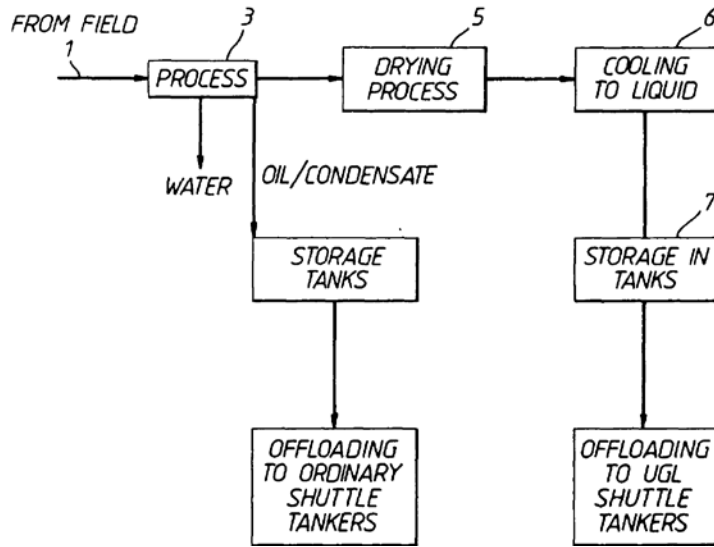 FROM FIELD
1
3
PROCESS
5
DRYING
PROCESS
6
COOLING
TO LIQUID
WATER
OIL/CONDENSATE
STORAGE
TANKS
7
STORAGE IN
TANKS
OFFLOADING
TO ORDINARY
SHUTTLE
TANKERS
OFFLOADING
TO UGL
SHUTTLE
TANKERS